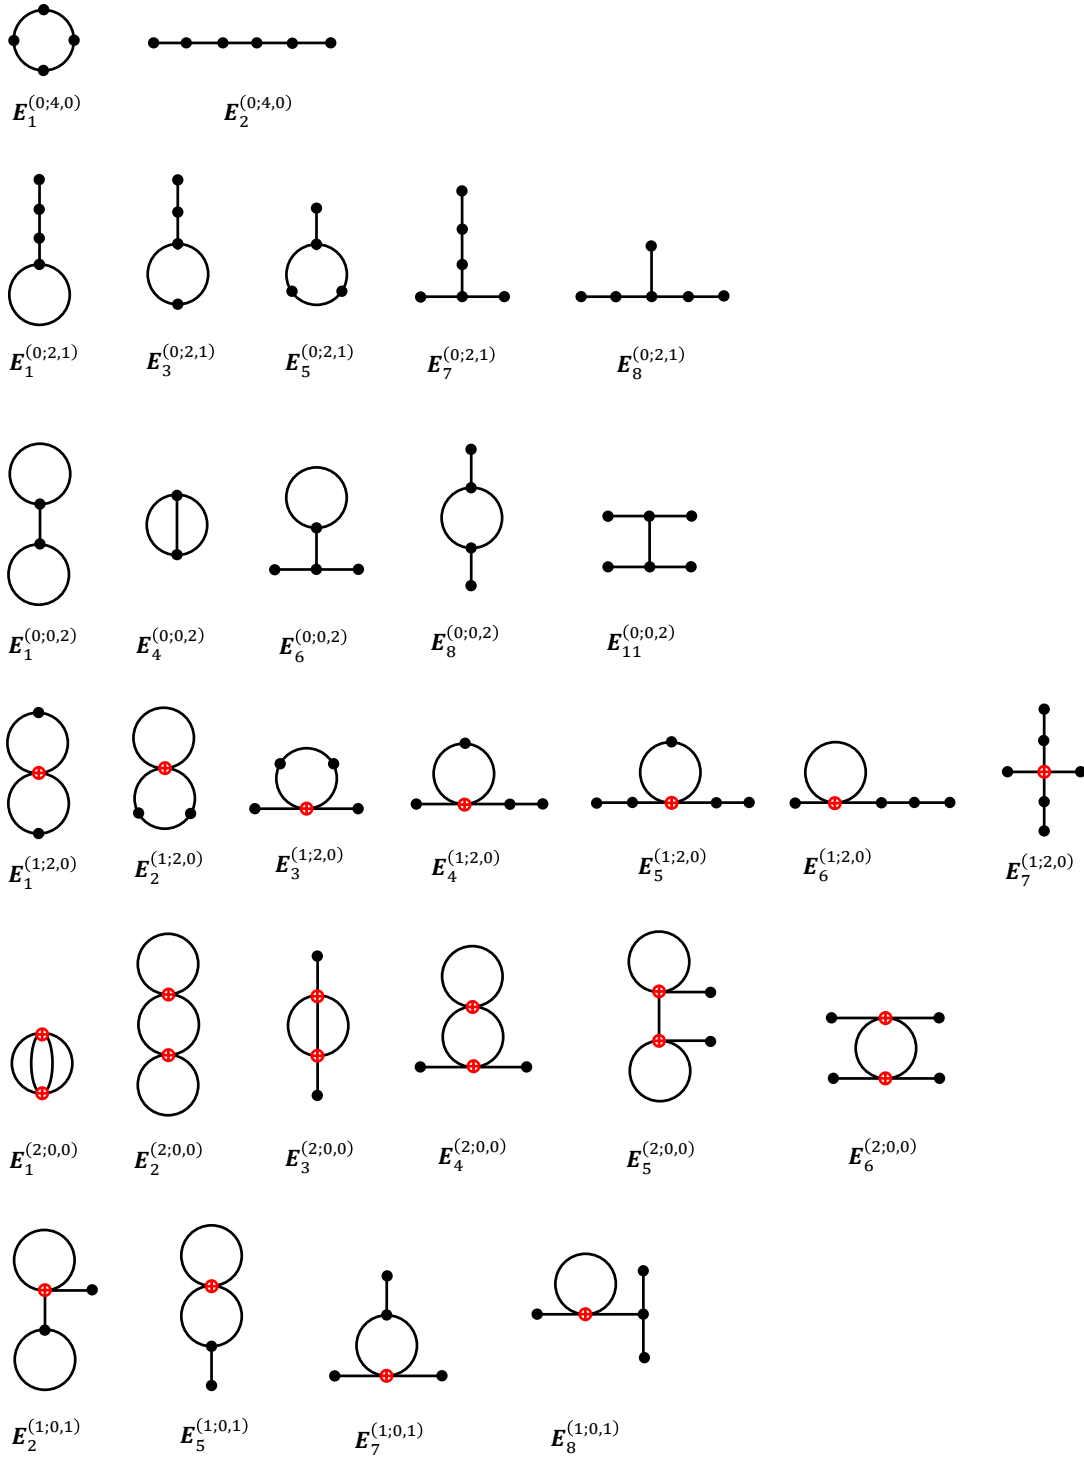 E_1^(0;4,0) E_2^(0;4,0)
E_1^(0;2,1) E_3^(0;2,1) E_5^(0;2,1) E_7^(0;2,1) E_8^(0;2,1)
E_1^(0;0,2) E_4^(0;0,2) E_6^(0;0,2) E_8^(0;0,2) E_11^(0;0,2)
E_1^(1;2,0) E_2^(1;2,0) E_3^(1;2,0) E_4^(1;2,0) E_5^(1;2,0) E_6^(1;2,0) E_7^(1;2,0)
E_1^(2;0,0) E_2^(2;0,0) E_3^(2;0,0) E_4^(2;0,0) E_5^(2;0,0) E_6^(2;0,0)
E_2^(1;0,1) E_5^(1;0,1) E_7^(1;0,1) E_8^(1;0,1)